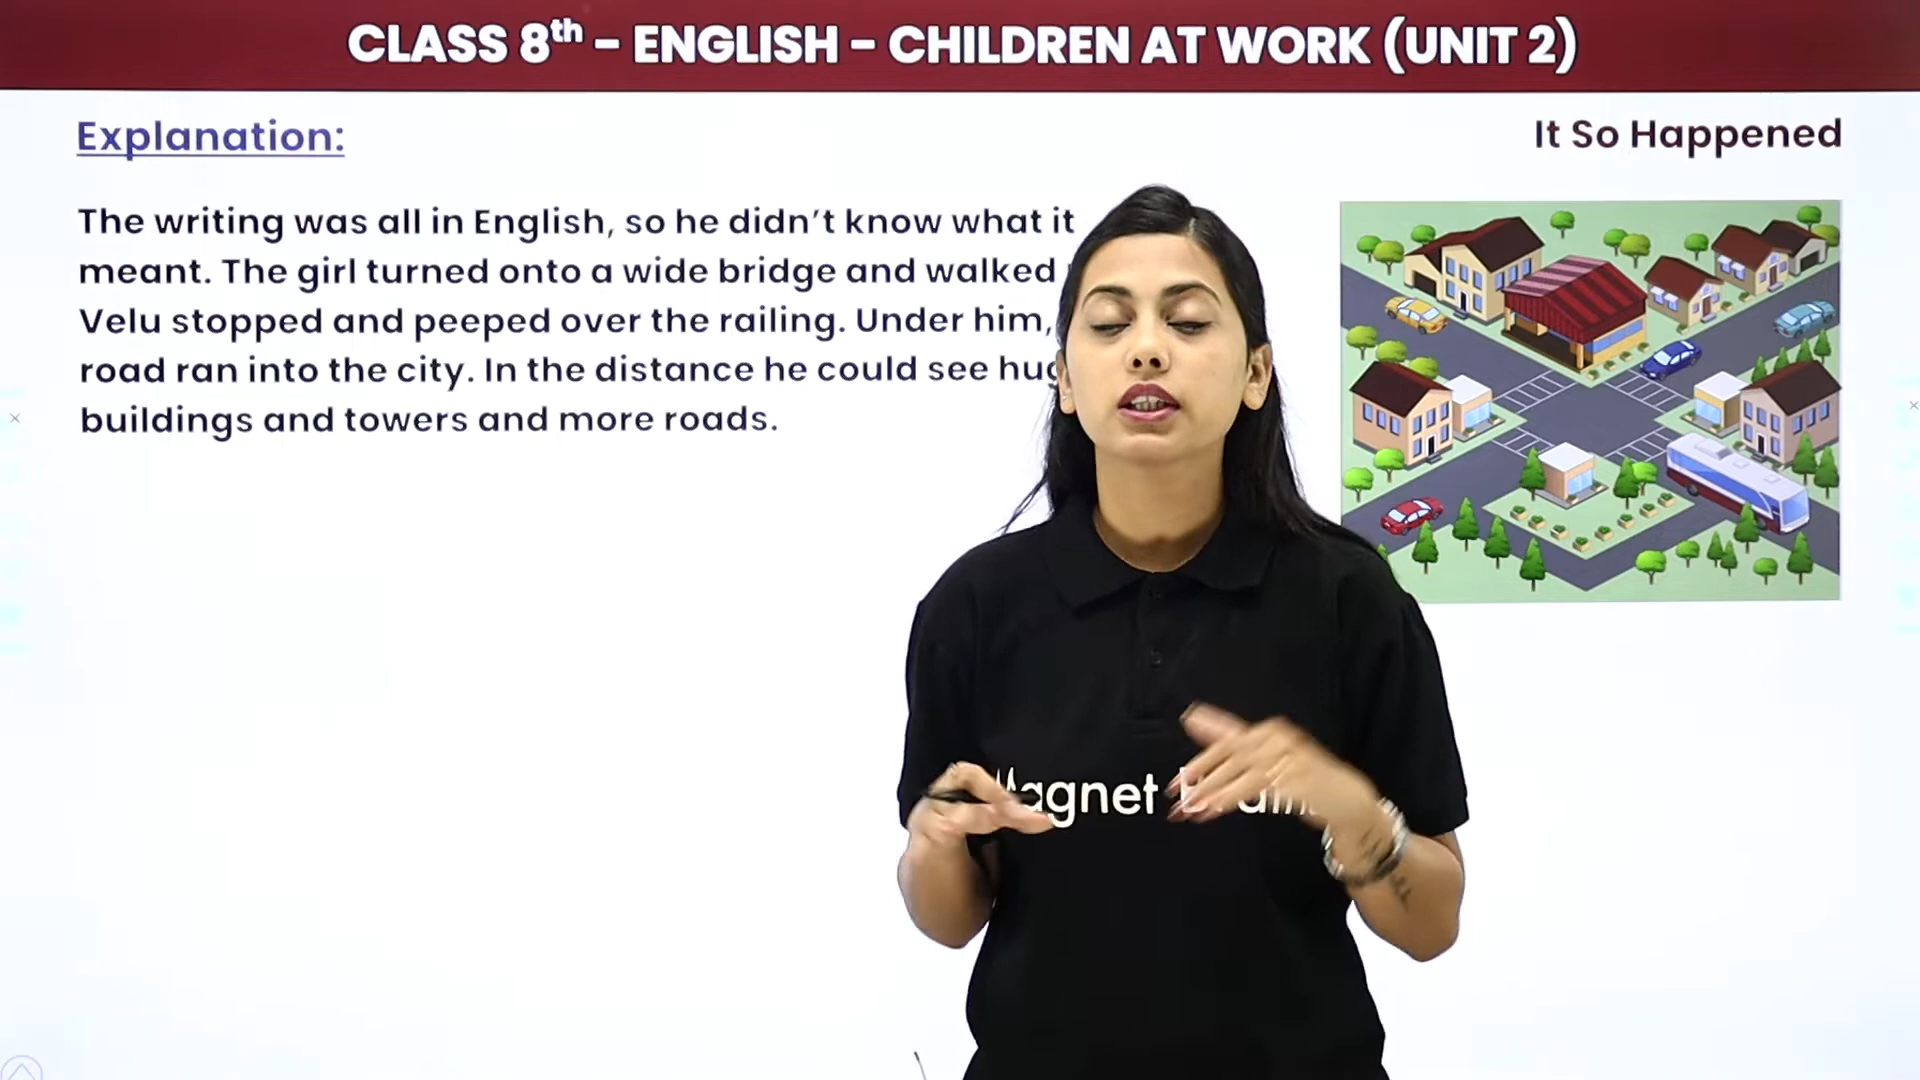 CLASS 8th – ENGLISH – CHILDREN AT WORK (UNIT 2)
Explanation:
It So Happened
The writing was all in English, so he didn't know what it
meant. The girl turned onto a wide bridge and walked
Velu stopped and peeped over the railing. Under him,
road ran into the city. In the distance he could see
buildings and towers and more roads.
Magnet